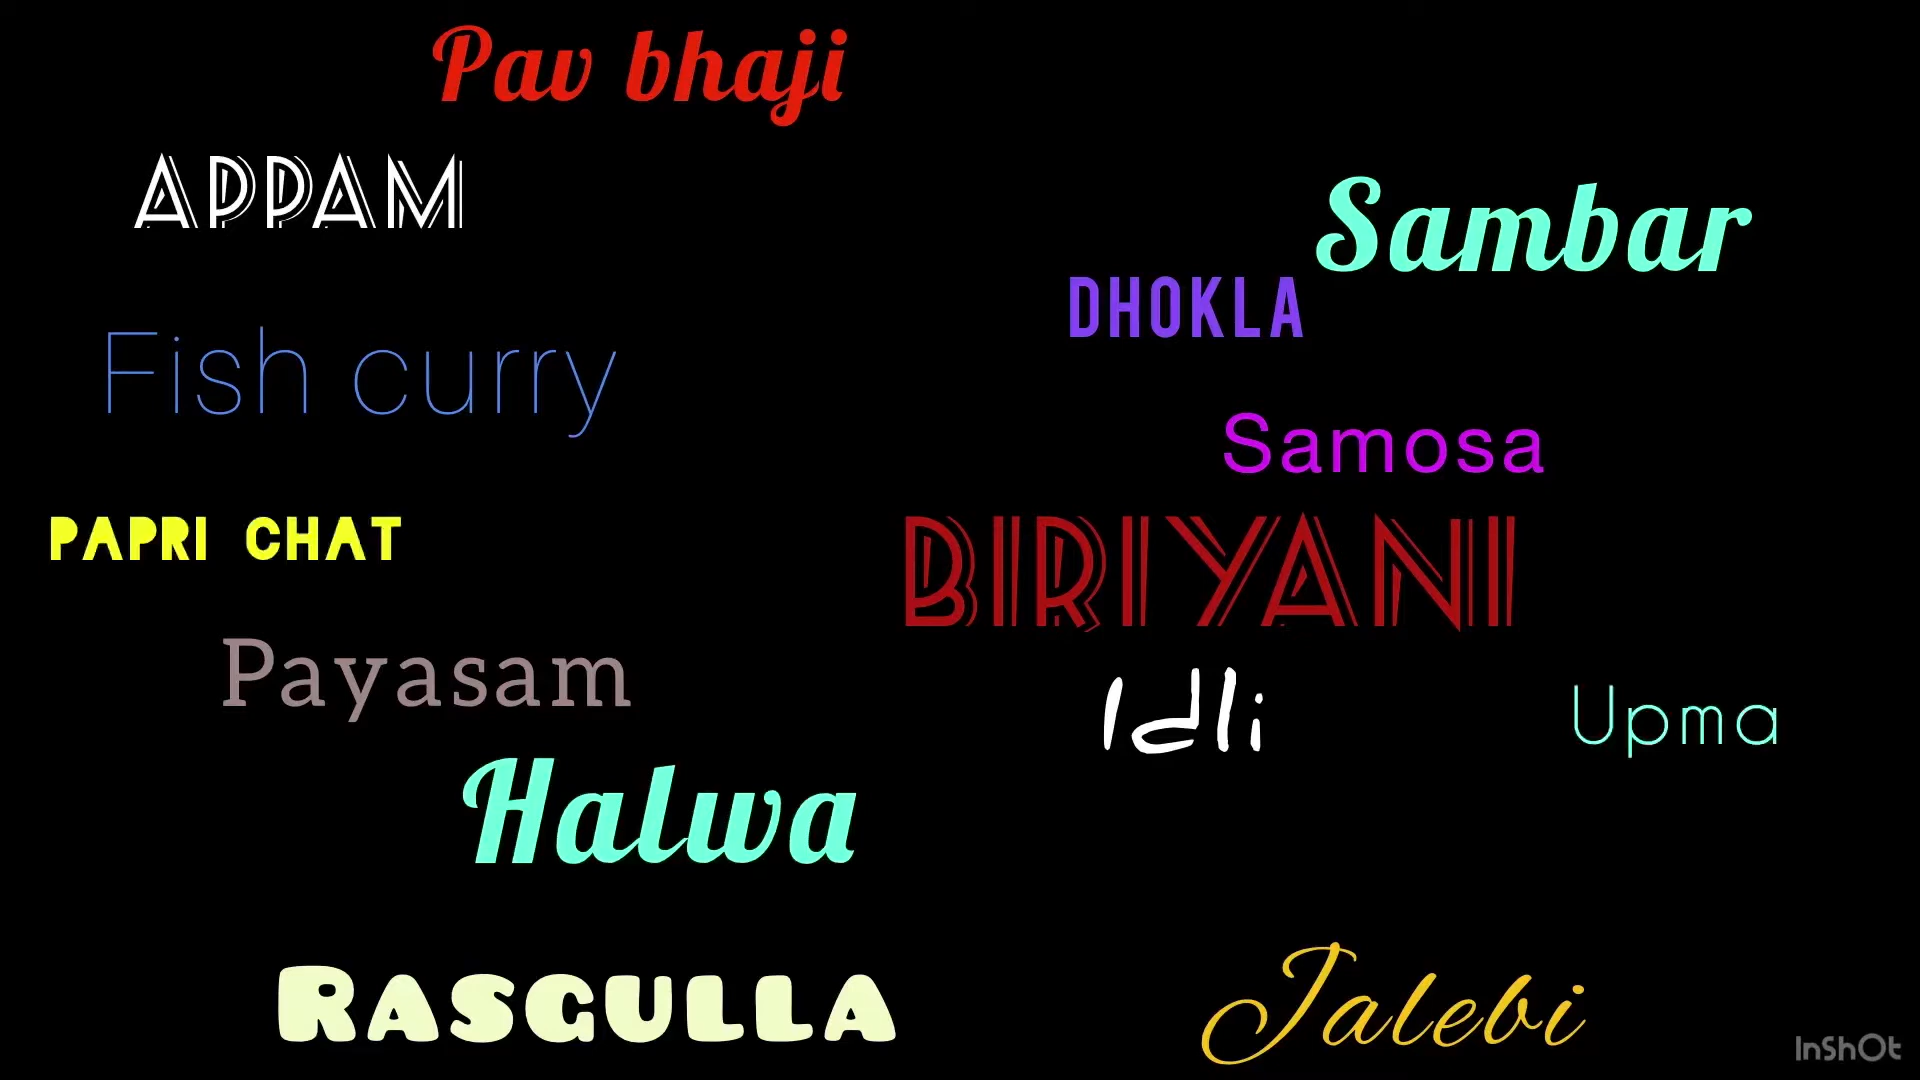 Pav bhaji
APPAM
Sambar
DHOKLA
Fish curry
Samosa
PAPRI CHAT
BIRIYANI
Payasam
Idli
Upma
Halwa
RASGULLA
Jalebi
InShOt